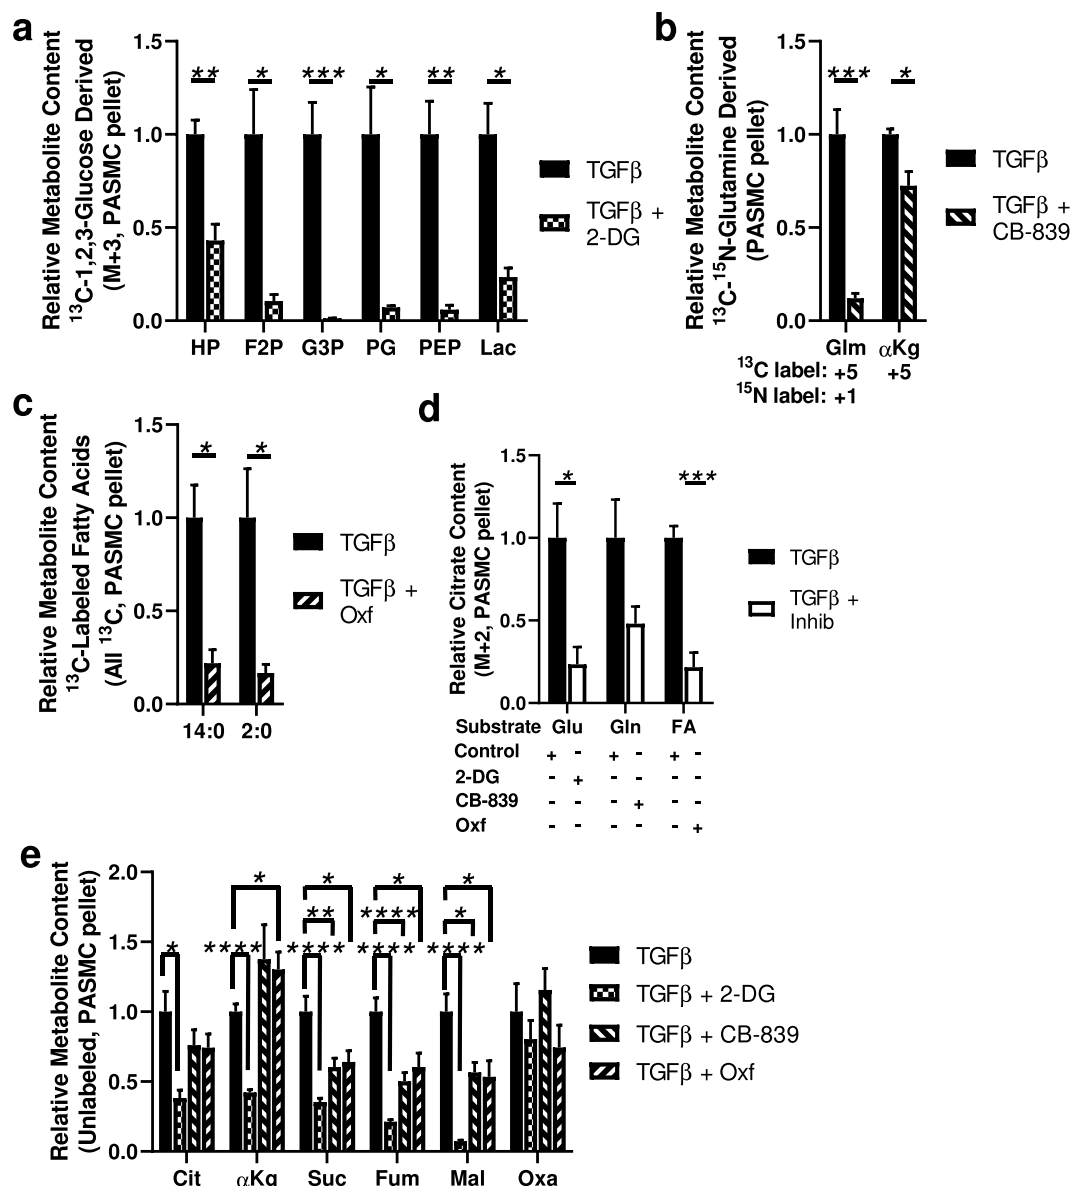 a
Relative Metabolite Content
¹³C-1,2,3-Glucose Derived
(M+3, PASMC pellet)
1.5
1.0
0.5
0.0
** * *** * ** *
HP F2P G3P PG PEP Lac
TGFβ
TGFβ +
2-DG
b
Relative Metabolite Content
¹³C-¹⁵N-Glutamine Derived
(PASMC pellet)
1.5
1.0
0.5
0.0
*** *
Glm αKg
¹³C label: +5 +5
¹⁵N label: +1
TGFβ
TGFβ +
CB-839
c
Relative Metabolite Content
¹³C-Labeled Fatty Acids
(All ¹³C, PASMC pellet)
1.5
1.0
0.5
0.0
* *
14:0 2:0
TGFβ
TGFβ +
Oxf
d
Relative Citrate Content
(M+2, PASMC pellet)
1.5
1.0
0.5
0.0
* ***
Substrate Glu Gln FA
Control + - + - + -
2-DG - + - - - -
CB-839 - - - + - -
Oxf - - - - - +
TGFβ
TGFβ +
Inhib
e
Relative Metabolite Content
(Unlabeled, PASMC pellet)
2.0
1.5
1.0
0.5
0.0
* * * *
** **** *
* **** **** **** ****
Cit αKg Suc Fum Mal Oxa
TGFβ
TGFβ + 2-DG
TGFβ + CB-839
TGFβ + Oxf